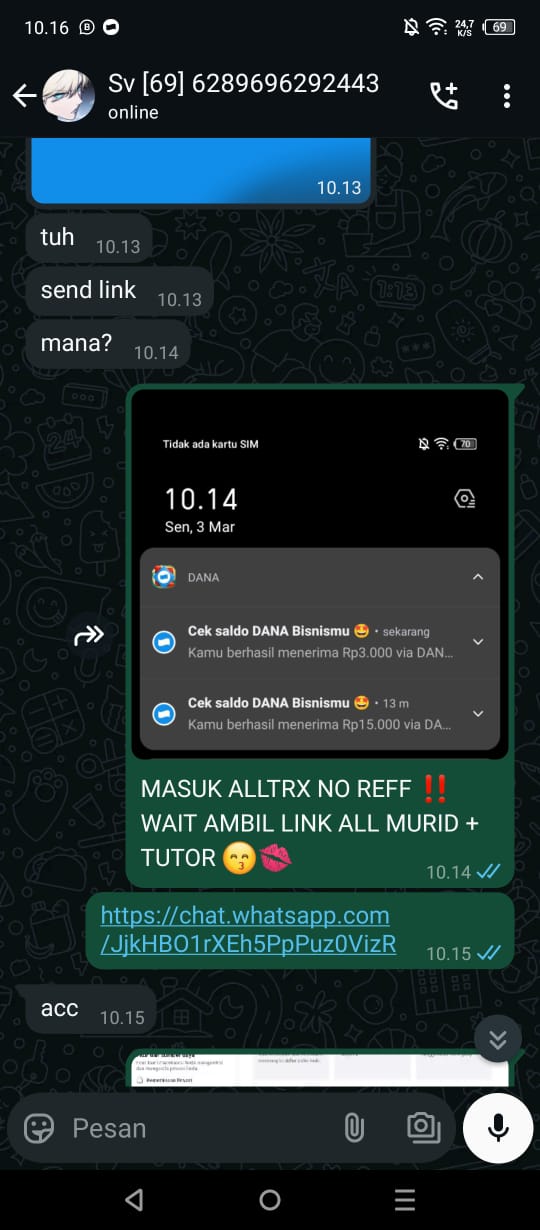 10.16
24,7
K/S
69
Sv [69] 6289696292443
online
10.13
tuh 10.13
send link 10.13
mana? 10.14
Tidak ada kartu SIM
70
10.14
Sen, 3 Mar
DANA
Cek saldo DANA Bisnismu 🤩 • sekarang
Kamu berhasil menerima Rp3.000 via DAN...
Cek saldo DANA Bisnismu 🤩 • 13 m
Kamu berhasil menerima Rp15.000 via DA...
MASUK ALLTRX NO REFF ‼️
WAIT AMBIL LINK ALL MURID +
TUTOR 😙💋
10.14
https://chat.whatsapp.com
/JjkHBO1rXEh5PpPuz0VizR 10.15
acc 10.15
Pesan